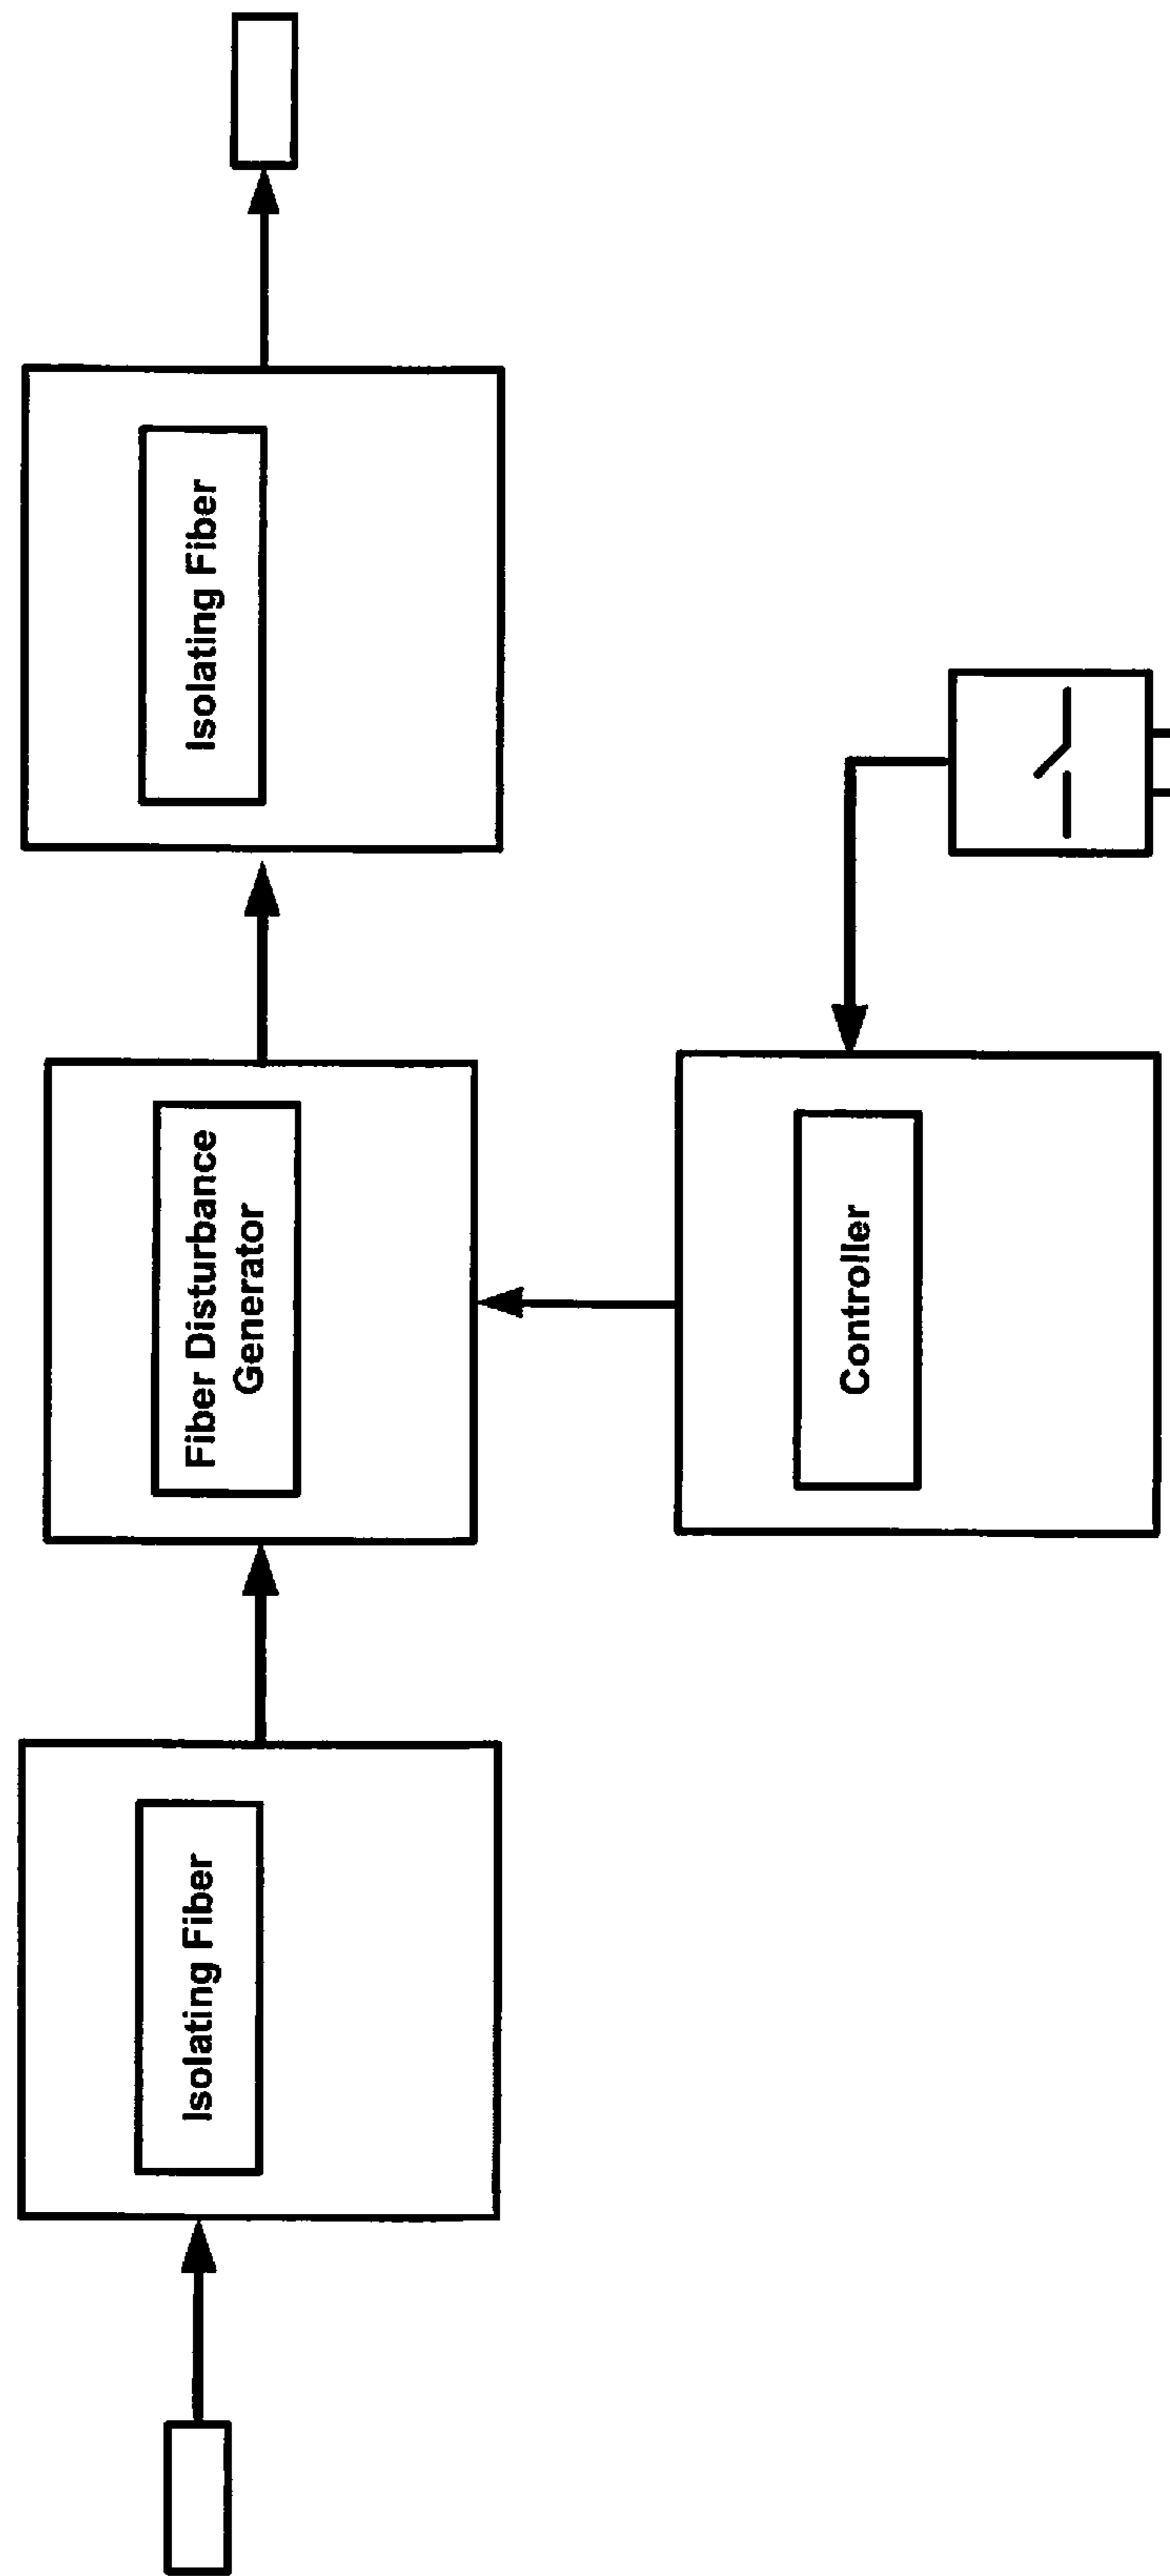 Isolating Fiber
Fiber Disturbance
Generator
Isolating Fiber
Controller